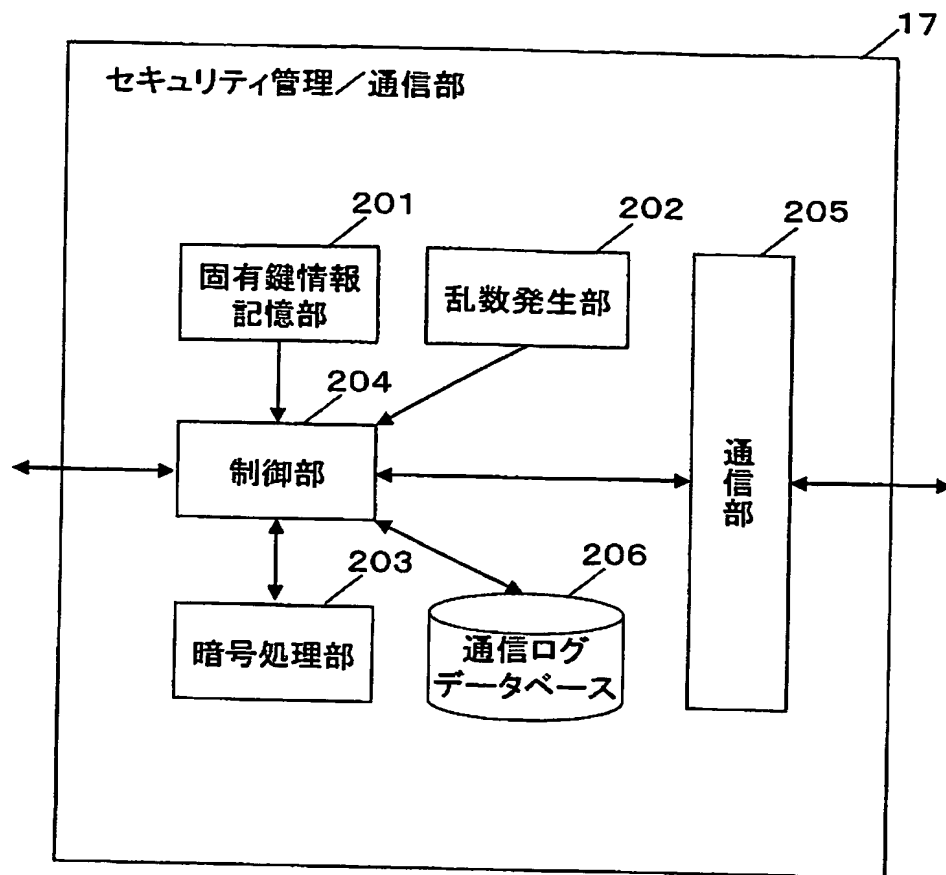 17
セキュリティ管理／通信部
201
202
205
固有鍵情報
記憶部
乱数発生部
204
制御部
通信部
203
206
暗号処理部
通信ログ
データベース